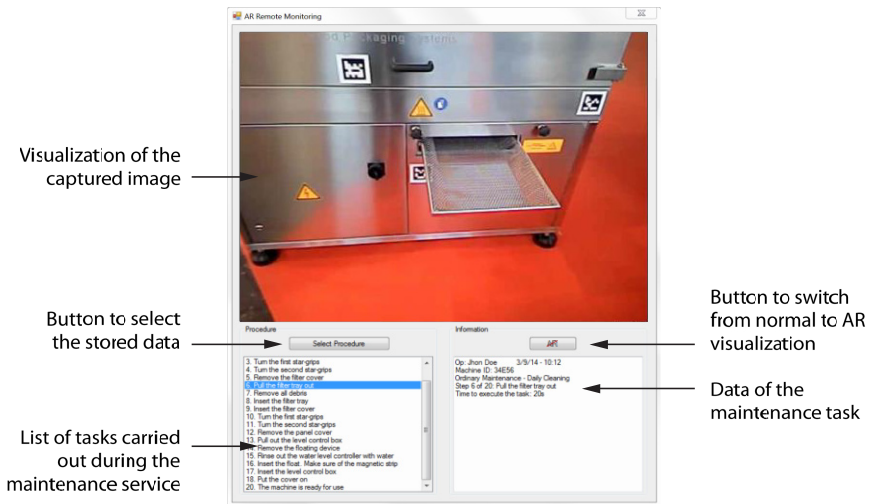 AR Remote Monitoring
Packaging Systems
Visualization of the
captured image
Button to select
the stored data
List of tasks carried
out during the
maintenance service
Procedure
Select Procedure
3. Turn the first star-grips
4. Turn the second star-grips
5. Remove the filter cover
6. Pull the filter tray out
7. Remove all debris
8. Insert the filter tray
9. Insert the filter cover
10. Turn the first star-grips
11. Turn the second star-grips
12. Remove the panel cover
13. Pull out the level control box
14. Remove the floating device
15. Rinse out the water level controller with water
16. Insert the float. Make sure of the magnetic strip
17. Insert the level control box
18. Put the cover on
20. The machine is ready for use
Information
AR
Op: Jhon Doe 3/9/14 - 10:12
Machine ID: 34E56
Ordinary Maintenance - Daily Cleaning
Step 6 of 20: Pull the filter tray out
Time to execute the task: 20s
Button to switch
from normal to AR
visualization
Data of the
maintenance task